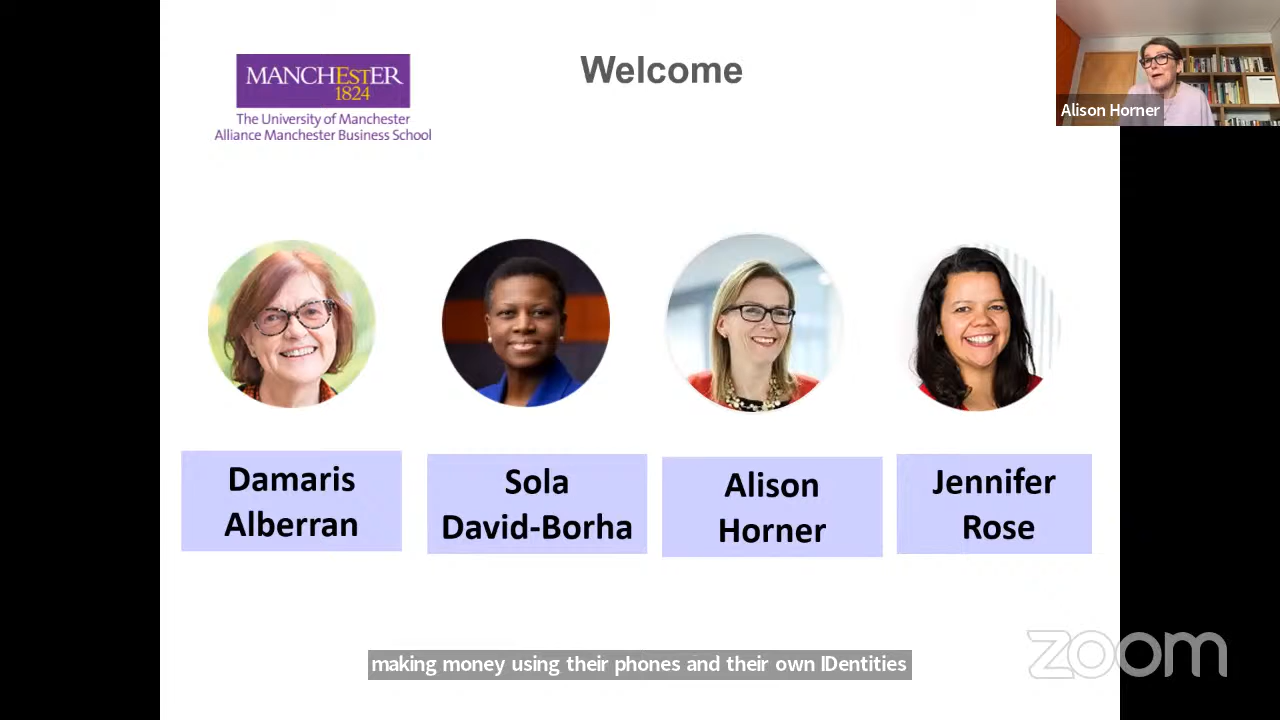 Welcome
MANCHESTER
1824
The University of Manchester
Alliance Manchester Business School
Alison Horner
Damaris
Alberran
Sola
David-Borha
Alison
Horner
Jennifer
Rose
making money using their phones and their own IDentities
zoom